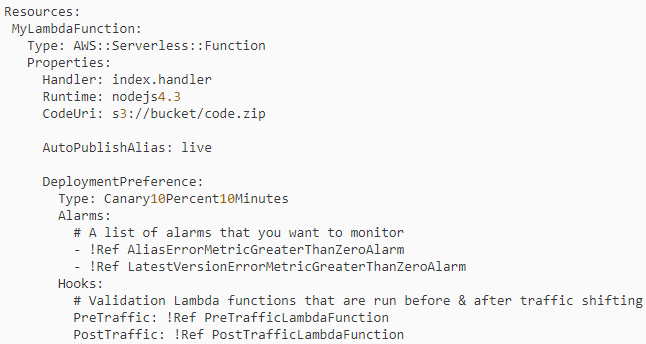 Resources:
 MyLambdaFunction:
   Type: AWS::Serverless::Function
   Properties:
     Handler: index.handler
     Runtime: nodejs4.3
     CodeUri: s3://bucket/code.zip

     AutoPublishAlias: live

     DeploymentPreference:
       Type: Canary10Percent10Minutes
       Alarms:
         # A list of alarms that you want to monitor
         - !Ref AliasErrorMetricGreaterThanZeroAlarm
         - !Ref LatestVersionErrorMetricGreaterThanZeroAlarm
       Hooks:
         # Validation Lambda functions that are run before & after traffic shifting
         PreTraffic: !Ref PreTrafficLambdaFunction
         PostTraffic: !Ref PostTrafficLambdaFunction